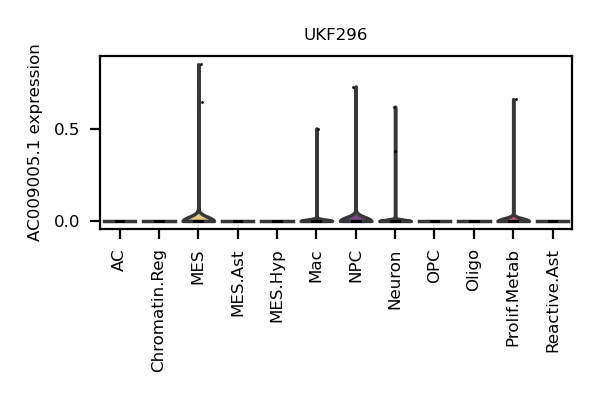 UKF296
AC009005.1 expression
0.5
0.0
AC
Chromatin.Reg
MES
MES.Ast
MES.Hyp
Mac
NPC
Neuron
OPC
Oligo
Prolif.Metab
Reactive.Ast